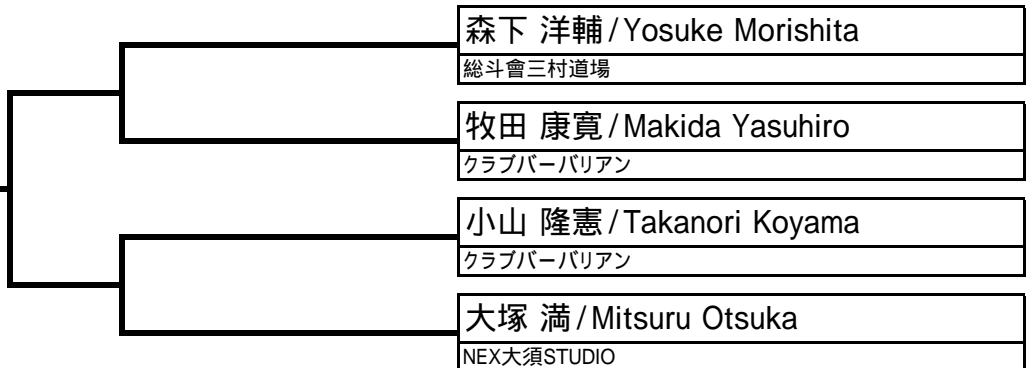 森下 洋輔/Yosuke Morishita
総斗會三村道場
牧田 康寛/Makida Yasuhiro
クラブバーバリアン
小山 隆憲/Takanori Koyama
クラブバーバリアン
大塚 満/Mitsuru Otsuka
NEX大須STUDIO